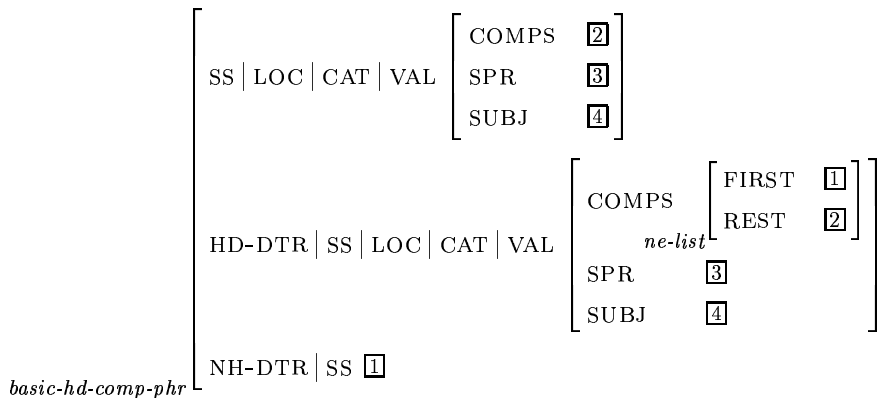 COMPS 2
SS | LOC | CAT | VAL SPR 3
SUBJ 4
FIRST 1
COMPS
REST 2
HD-DTR | SS | LOC | CAT | VAL ne-list
SPR 3
SUBJ 4
NH-DTR | SS 1
basic-hd-comp-phr